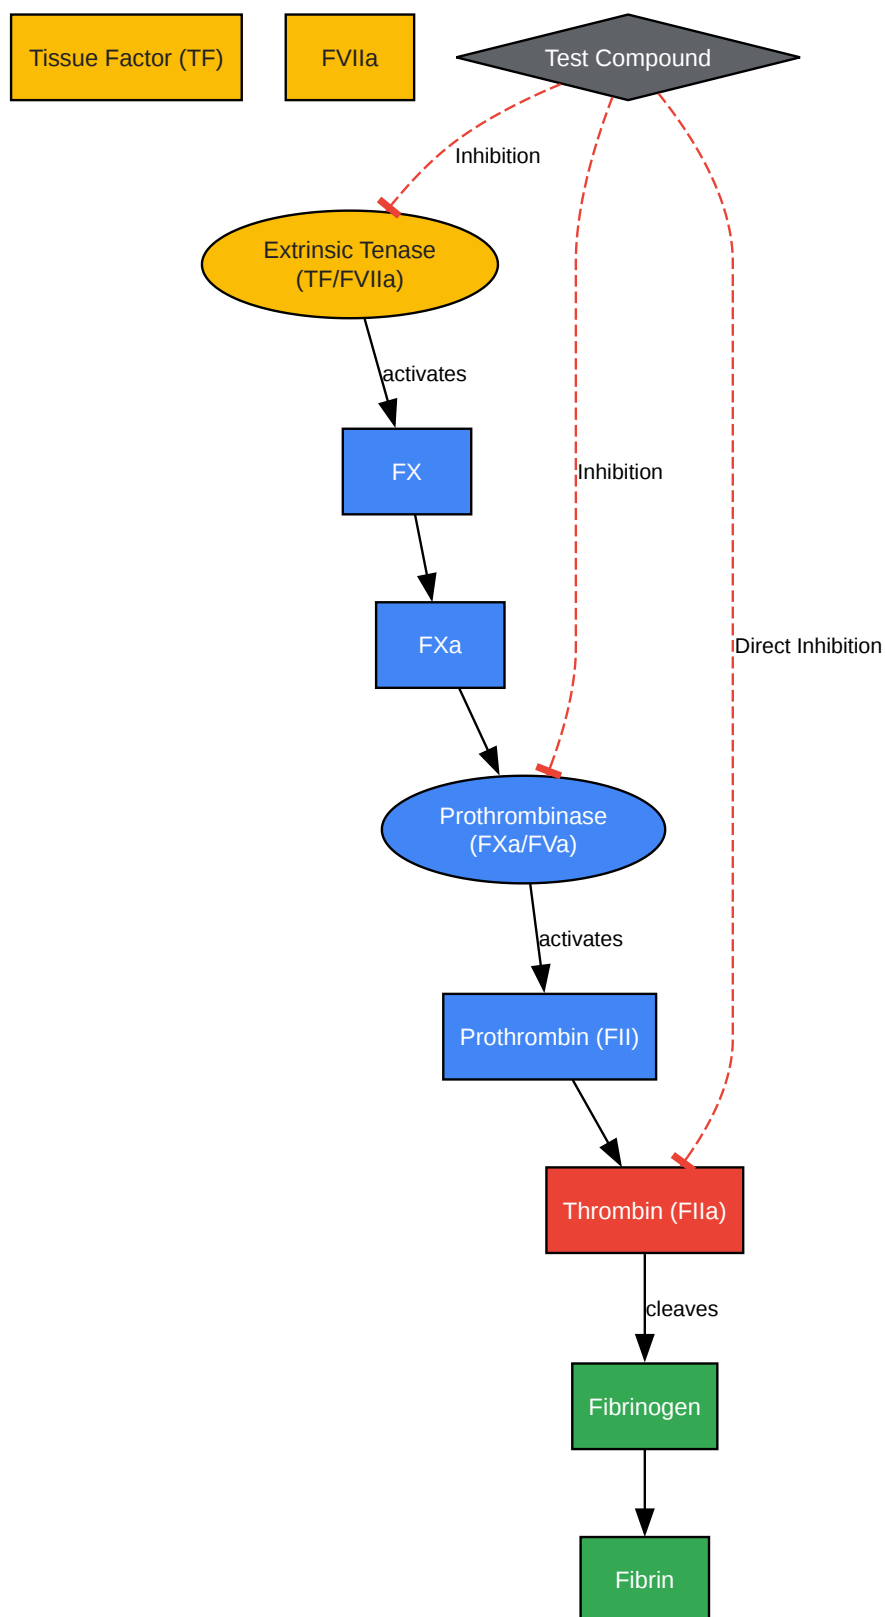 Tissue Factor (TF)
FVIIa
Test Compound
Inhibition
Extrinsic Tenase
(TF/FVIIa)
activates
FX
Inhibition
FXa
Direct Inhibition
Prothrombinase
(FXa/FVa)
activates
Prothrombin (FII)
Thrombin (FIIa)
cleaves
Fibrinogen
Fibrin